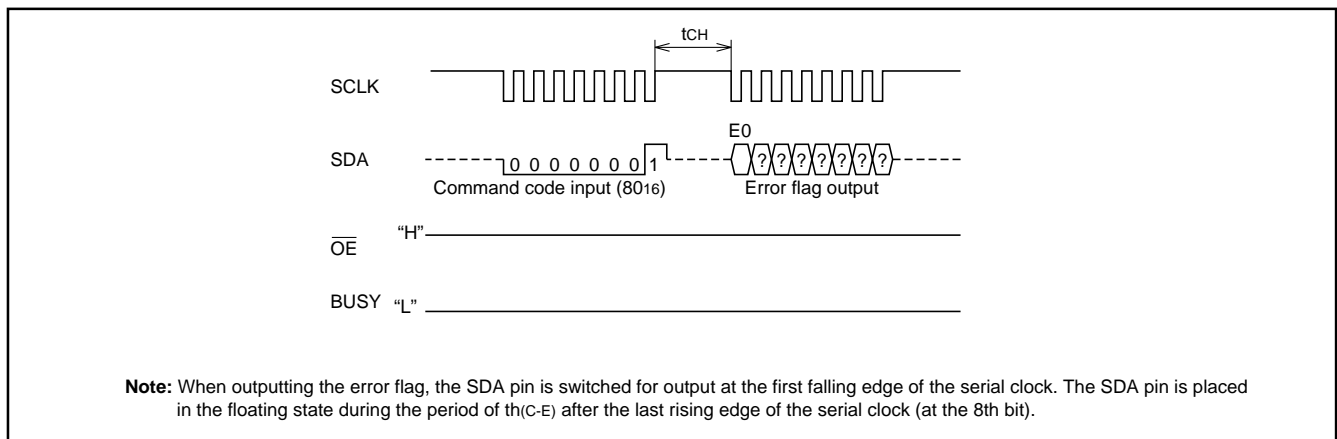 tCH
SCLK
E0
SDA
0 0 0 0 0 0 0 1
? ? ? ? ? ? ?
Command code input (8016)
Error flag output
OE
“H”
BUSY
“L”
Note: When outputting the error flag, the SDA pin is switched for output at the first falling edge of the serial clock. The SDA pin is placed
in the floating state during the period of th(C-E) after the last rising edge of the serial clock (at the 8th bit).